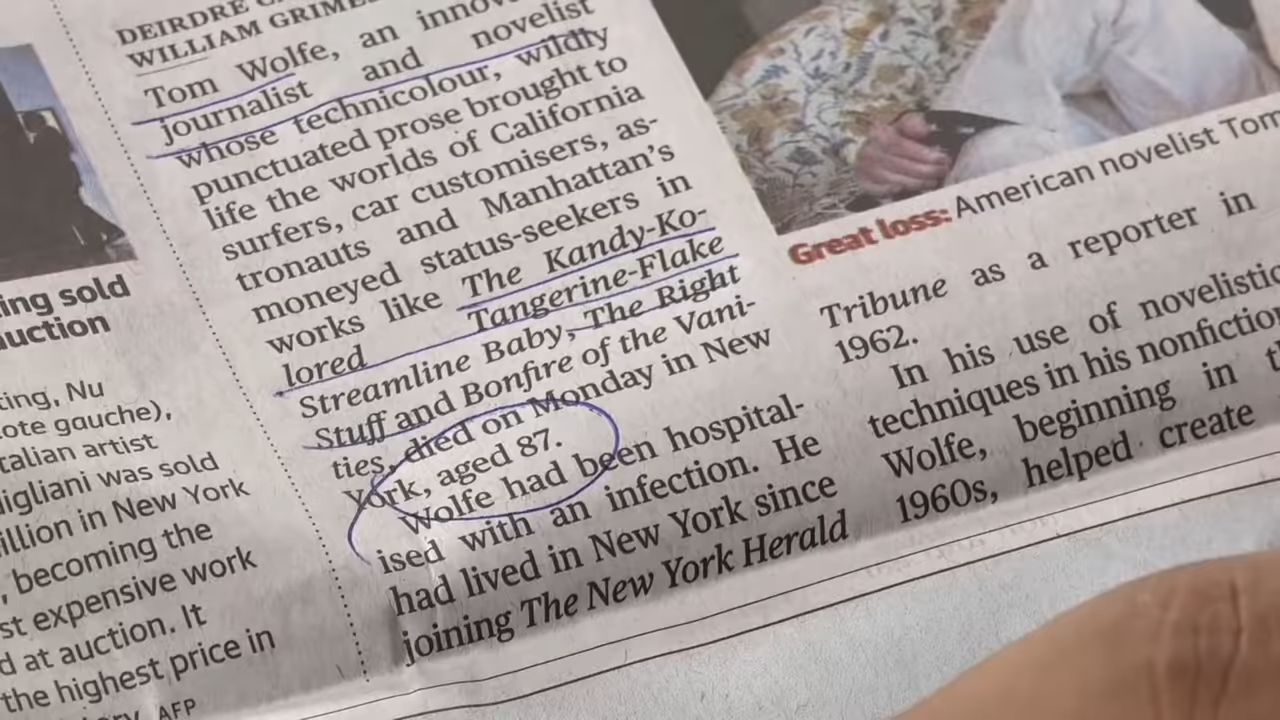 ing sold
uction
ting, Nu
ote gauche),
talian artist
igliani was sold
illion in New York
, becoming the
st expensive work
d at auction. It
the highest price in
AFP
DEIRDRE
WILLIAM GRIMES
Tom Wolfe, an innov
journalist and novelist
whose technicolour, wildly
punctuated prose brought to
life the worlds of California
surfers, car customisers, as-
tronauts and Manhattan's
moneyed status-seekers in
works like The Kandy-Ko-
lored Tangerine-Flake
Streamline Baby, The Right
Stuff and Bonfire of the Vani-
ties, died on Monday in New
York, aged 87.
Wolfe had been hospital-
ised with an infection. He
had lived in New York since
joining The New York Herald
Great loss: American novelist Tom
Tribune as a reporter in
1962.
In his use of novelistic
techniques in his nonfiction
Wolfe, beginning in th
1960s, helped create